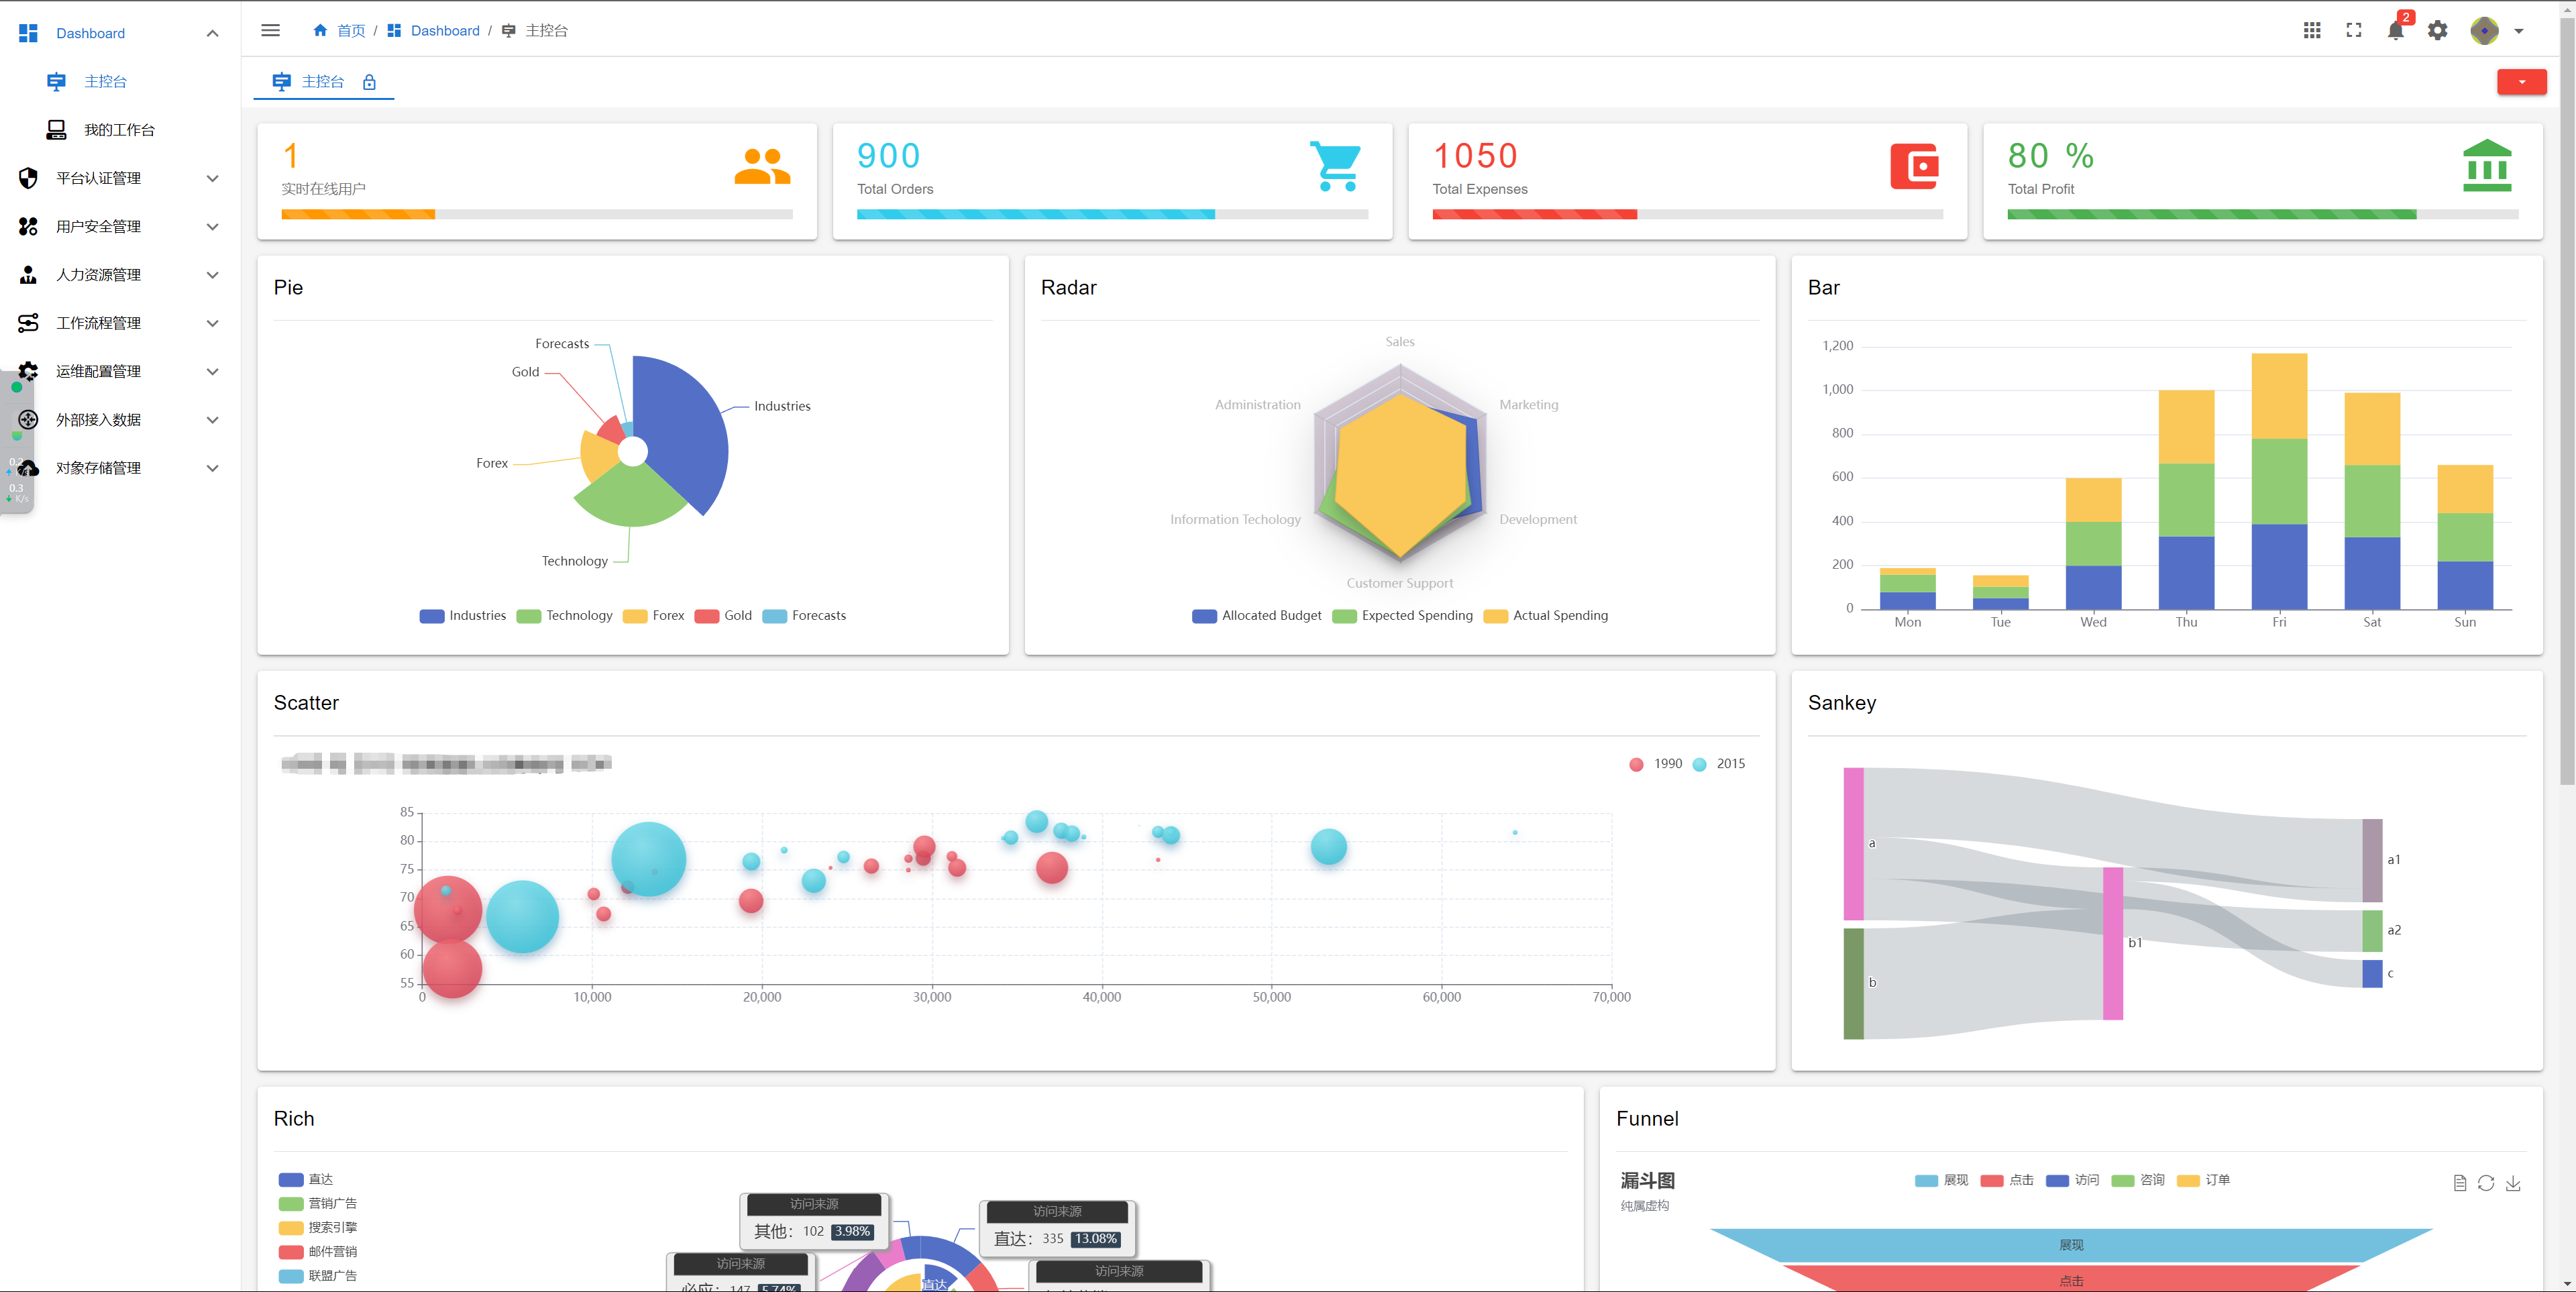 Dashboard
主控台
我的工作台
平台认证管理
用户安全管理
人力资源管理
工作流程管理
运维配置管理
外部接入数据
对象存储管理
0.3
K/s
首页 / Dashboard / 主控台
2
主控台
1
实时在线用户
900
Total Orders
1050
Total Expenses
80 %
Total Profit
Pie
Forecasts
Gold
Industries
Forex
Technology
Industries Technology Forex Gold Forecasts
Radar
Sales
Administration
Marketing
Information Techology
Development
Customer Support
Allocated Budget Expected Spending Actual Spending
Bar
1,200
1,000
800
600
400
200
0
Mon Tue Wed Thu Fri Sat Sun
Scatter
1990 2015
85
80
75
70
65
60
55
0 10,000 20,000 30,000 40,000 50,000 60,000 70,000
Sankey
a
b
b1
a1
a2
c
Rich
直达
营销广告
搜索引擎
邮件营销
联盟广告
访问来源
其他： 102 3.98%
访问来源
直达： 335 13.08%
访问来源
必应： 147 5.74%
访问来源
直达
Funnel
漏斗图
纯属虚构
展现 点击 访问 咨询 订单
展现
点击